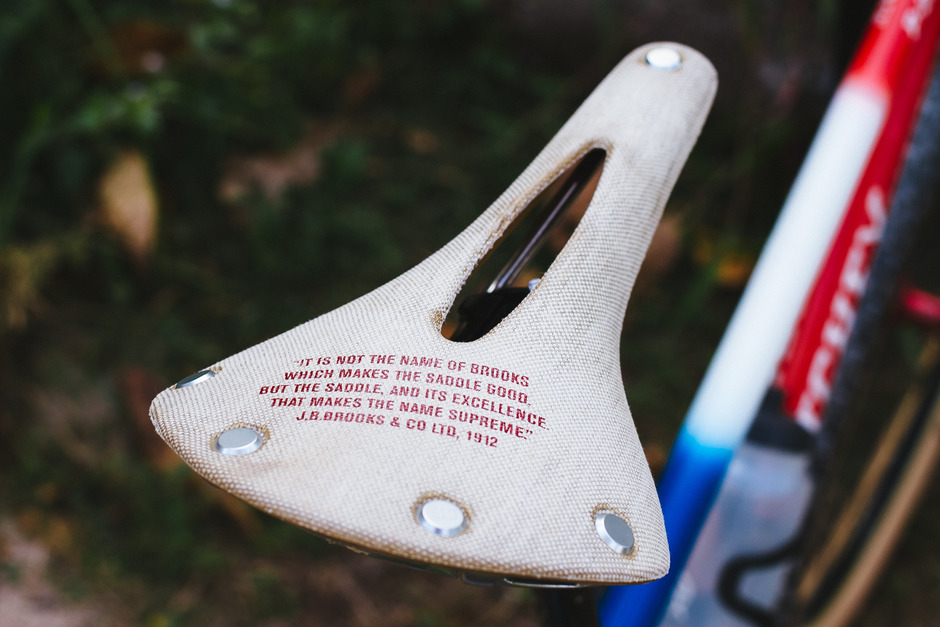 "IT IS NOT THE NAME OF BROOKS
WHICH MAKES THE SADDLE GOOD,
BUT THE SADDLE, AND ITS EXCELLENCE,
THAT MAKES THE NAME SUPREME."
J.B.BROOKS & CO LTD, 1912